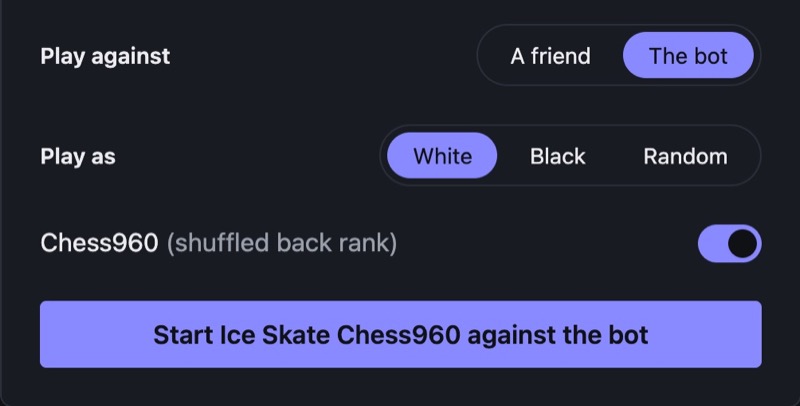 Play against A friend The bot
Play as White Black Random
Chess960 (shuffled back rank)
Start Ice Skate Chess960 against the bot